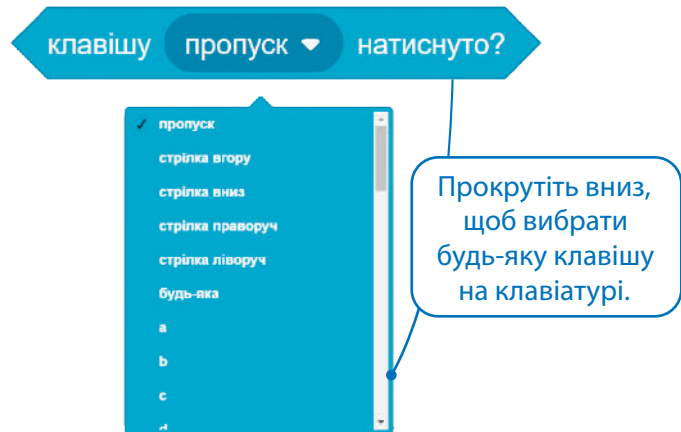 клавішу пропуск натиснуто?
✓ пропуск
стрілка вгору
стрілка вниз
стрілка праворуч
стрілка ліворуч
будь-яка
a
b
c
d
Прокрутіть вниз,
щоб вибрати
будь-яку клавішу
на клавіатурі.